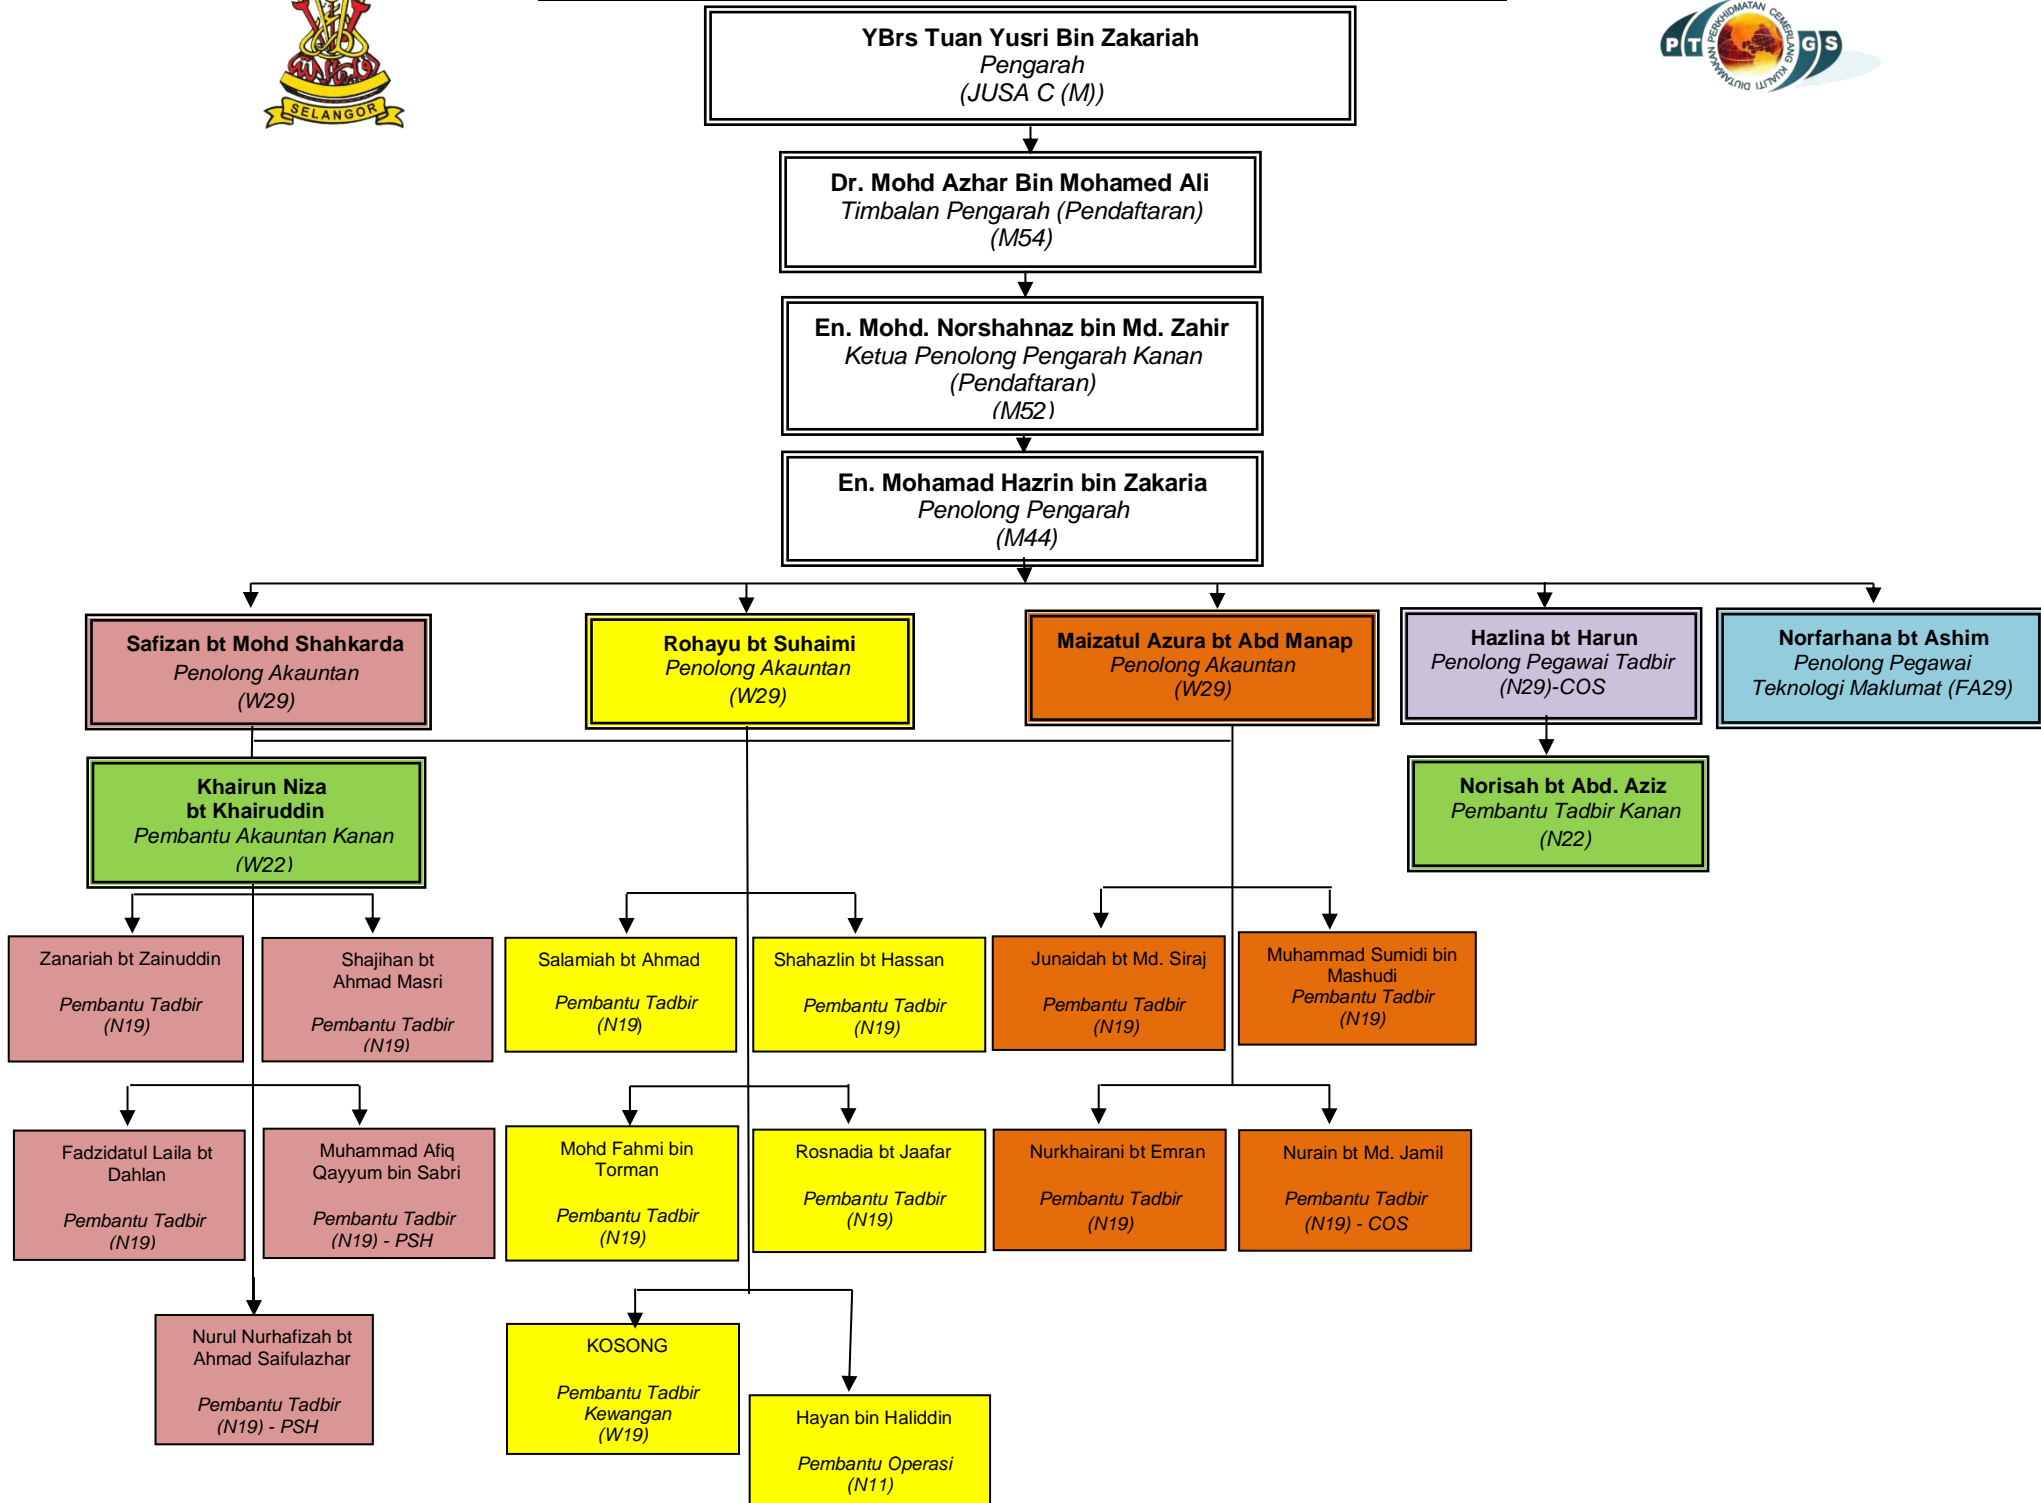 SELANGOR
PT GS
PERKHIDMATAN CEMERLANG KUALITI DIUTAMAKAN
YBrs Tuan Yusri Bin Zakariah
Pengarah
(JUSA C (M))
Dr. Mohd Azhar Bin Mohamed Ali
Timbalan Pengarah (Pendaftaran)
(M54)
En. Mohd. Norshahnaz bin Md. Zahir
Ketua Penolong Pengarah Kanan
(Pendaftaran)
(M52)
En. Mohamad Hazrin bin Zakaria
Penolong Pengarah
(M44)
Safizan bt Mohd Shahkarda
Penolong Akauntan
(W29)
Rohayu bt Suhaimi
Penolong Akauntan
(W29)
Maizatul Azura bt Abd Manap
Penolong Akauntan
(W29)
Hazlina bt Harun
Penolong Pegawai Tadbir
(N29)-COS
Norfarhana bt Ashim
Penolong Pegawai
Teknologi Maklumat (FA29)
Khairun Niza
bt Khairuddin
Pembantu Akauntan Kanan
(W22)
Norisah bt Abd. Aziz
Pembantu Tadbir Kanan
(N22)
Zanariah bt Zainuddin
Pembantu Tadbir
(N19)
Shajihan bt
Ahmad Masri
Pembantu Tadbir
(N19)
Salamiah bt Ahmad
Pembantu Tadbir
(N19)
Shahazlin bt Hassan
Pembantu Tadbir
(N19)
Junaidah bt Md. Siraj
Pembantu Tadbir
(N19)
Muhammad Sumidi bin
Mashudi
Pembantu Tadbir
(N19)
Fadzidatul Laila bt
Dahlan
Pembantu Tadbir
(N19)
Muhammad Afiq
Qayyum bin Sabri
Pembantu Tadbir
(N19) - PSH
Mohd Fahmi bin
Torman
Pembantu Tadbir
(N19)
Rosnadia bt Jaafar
Pembantu Tadbir
(N19)
Nurkhairani bt Emran
Pembantu Tadbir
(N19)
Nurain bt Md. Jamil
Pembantu Tadbir
(N19) - COS
Nurul Nurhafizah bt
Ahmad Saifulazhar
Pembantu Tadbir
(N19) - PSH
KOSONG
Pembantu Tadbir
Kewangan
(W19)
Hayan bin Haliddin
Pembantu Operasi
(N11)